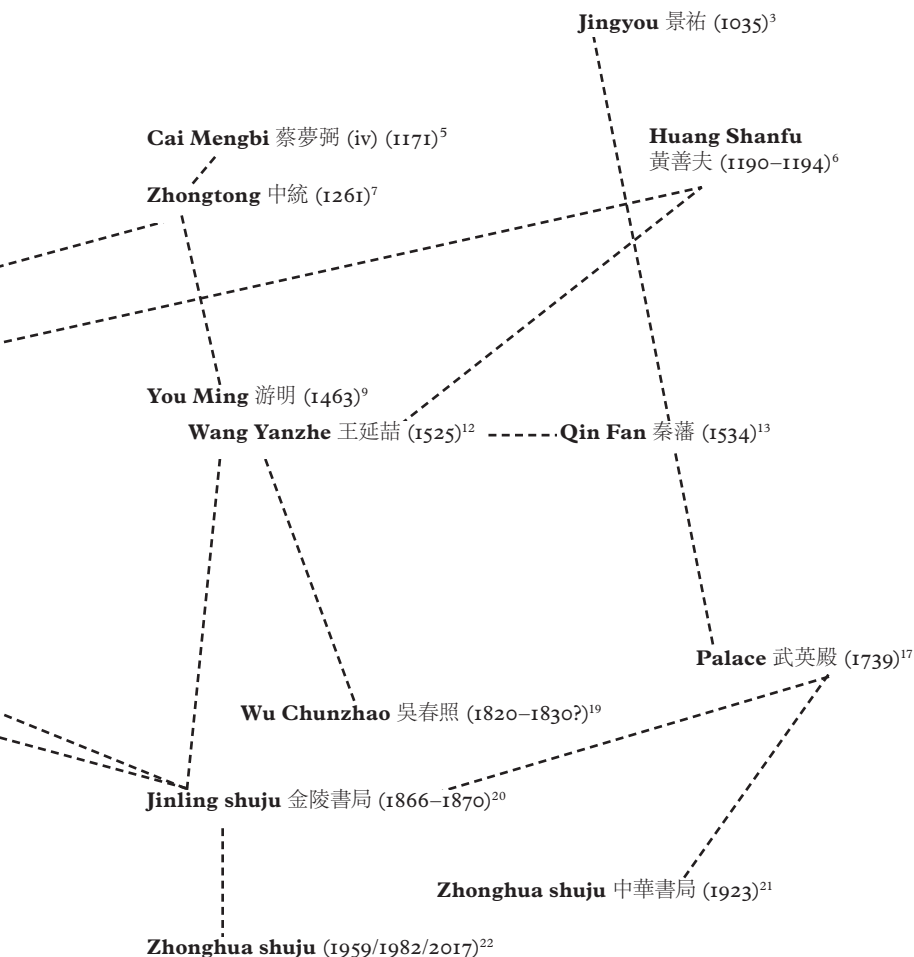 Jingyou 景祐 (1035)³
Cai Mengbi 蔡夢弼 (iv) (1171)⁵
Huang Shanfu
黃善夫 (1190–1194)⁶
Zhongtong 中統 (1261)⁷
You Ming 游明 (1463)⁹
Wang Yanzhe 王延喆 (1525)¹²
Qin Fan 秦藩 (1534)¹³
Palace 武英殿 (1739)¹⁷
Wu Chunzhao 吳春照 (1820–1830?)¹⁹
Jinling shuju 金陵書局 (1866–1870)²⁰
Zhonghua shuju 中華書局 (1923)²¹
Zhonghua shuju (1959/1982/2017)²²